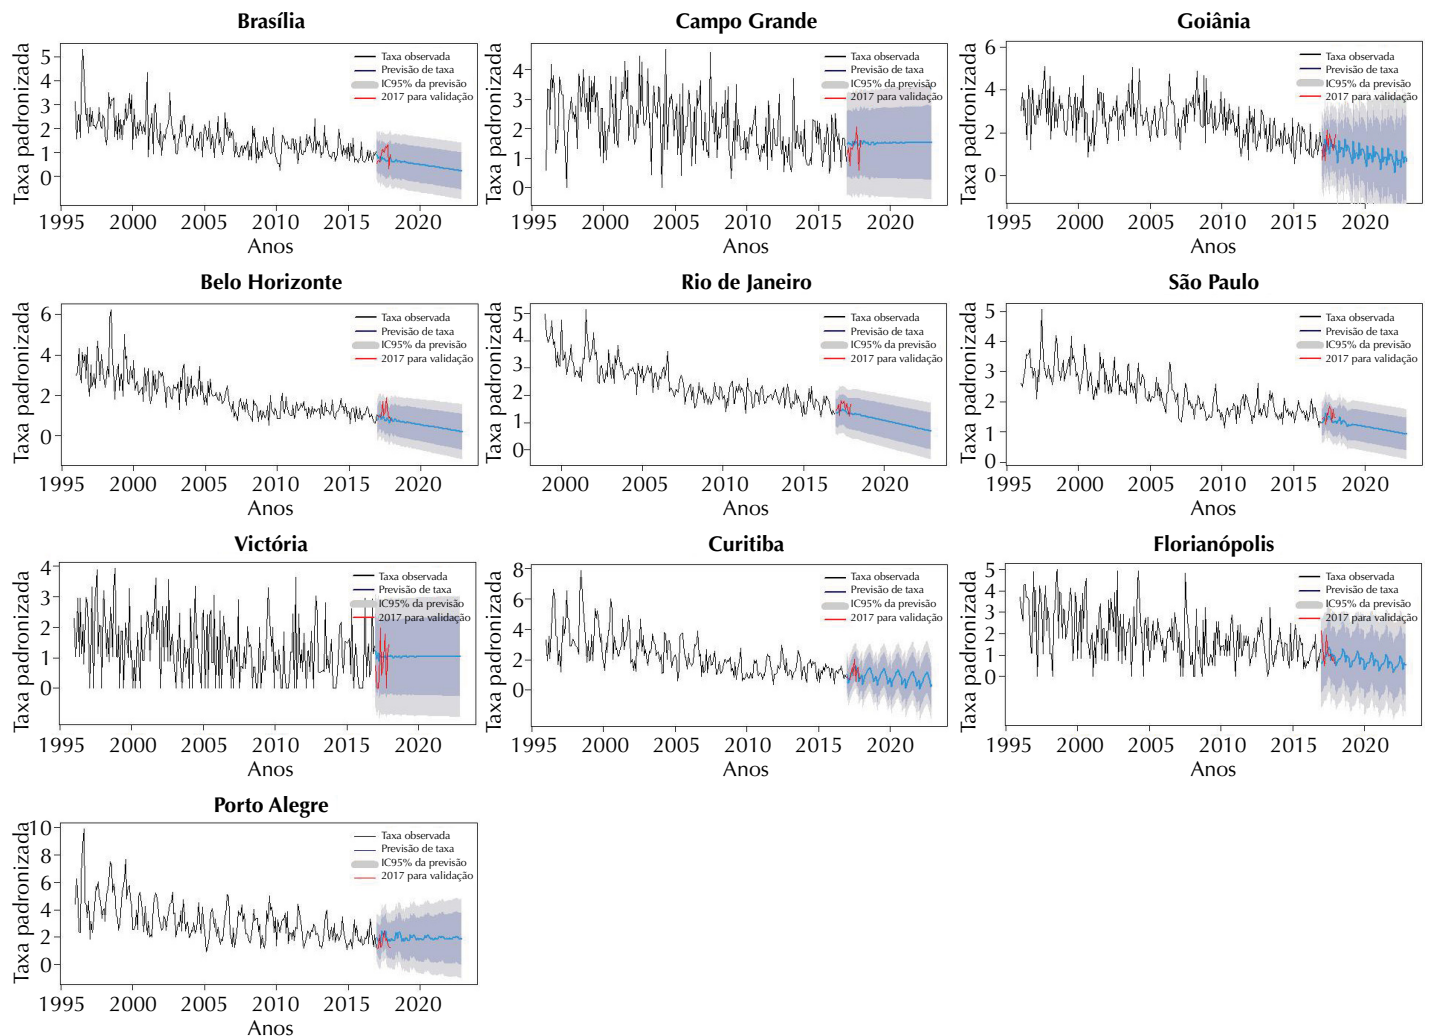 Brasília
Taxa padronizada
5
4
3
2
1
0
Taxa observada
Previsão de taxa
IC95% da previsão
2017 para validação
1995 2000 2005 2010 2015 2020
Anos
Campo Grande
Taxa padronizada
4
3
2
1
0
Taxa observada
Previsão de taxa
IC95% da previsão
2017 para validação
1995 2000 2005 2010 2015 2020
Anos
Goiânia
Taxa padronizada
6
4
2
0
Taxa observada
Previsão de taxa
IC95% da previsão
2017 para validação
1995 2000 2005 2010 2015 2020
Anos
Belo Horizonte
Taxa padronizada
6
4
2
0
Taxa observada
Previsão de taxa
IC95% da previsão
2017 para validação
1995 2000 2005 2010 2015 2020
Anos
Rio de Janeiro
Taxa padronizada
5
4
3
2
1
0
Taxa observada
Previsão de taxa
IC95% da previsão
2017 para validação
2000 2005 2010 2015 2020
Anos
São Paulo
Taxa padronizada
5
4
3
2
1
0
Taxa observada
Previsão de taxa
IC95% da previsão
2017 para validação
1995 2000 2005 2010 2015 2020
Anos
Victória
Taxa padronizada
4
3
2
1
0
Taxa observada
Previsão de taxa
IC95% da previsão
2017 para validação
1995 2000 2005 2010 2015 2020
Anos
Curitiba
Taxa padronizada
8
6
4
2
0
Taxa observada
Previsão de taxa
IC95% da previsão
2017 para validação
1995 2000 2005 2010 2015 2020
Anos
Florianópolis
Taxa padronizada
5
4
3
2
1
0
Taxa observada
Previsão de taxa
IC95% da previsão
2017 para validação
1995 2000 2005 2010 2015 2020
Anos
Porto Alegre
Taxa padronizada
10
8
6
4
2
0
Taxa observada
Previsão de taxa
IC95% da previsão
2017 para validação
1995 2000 2005 2010 2015 2020
Anos